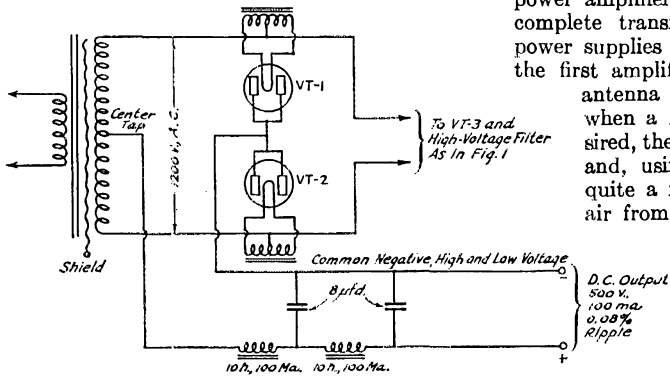 power amplifier
complete trans
power supplies
the first amplif
antenna
when a
sired, the
and, usi
quite a
air from
VT-1
Center
Tap
1200 V., A.C.
To VT-3 and
High-Voltage Filter
As in Fig. 1
VT-2
Shield
Common Negative, High and Low Voltage
8 µfd.
D.C. Output
500 V.,
100 ma.
0.08%
Ripple
-
+
10 h., 100 Ma.
10 h., 100 Ma.